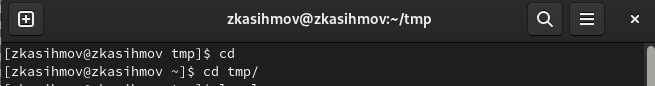 zkasihmov@zkasihmov:~/tmp
[zkasihmov@zkasihmov tmp]$ cd
[zkasihmov@zkasihmov ~]$ cd tmp/